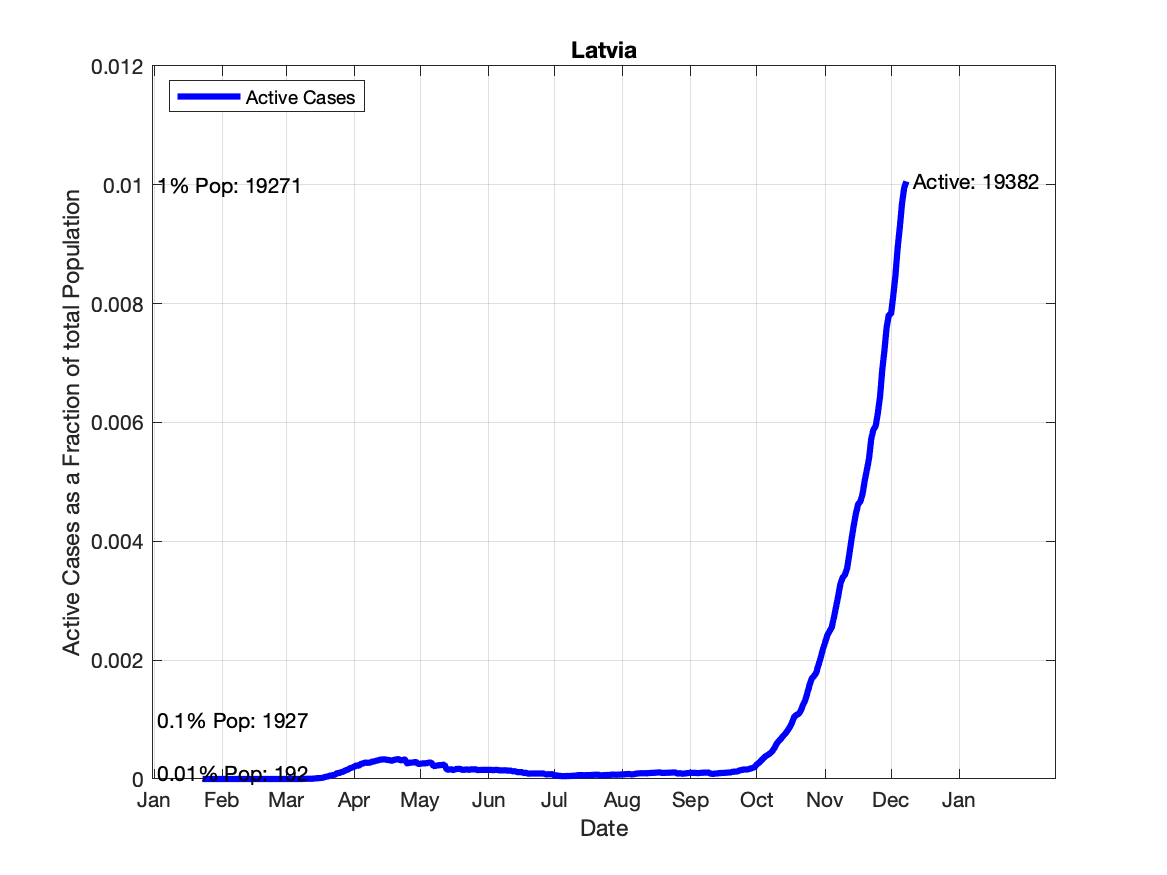 Latvia
Active Cases
0.012
0.01
0.008
0.006
0.004
0.002
0
1% Pop: 19271
Active: 19382
0.1% Pop: 1927
0.01% Pop: 192
Active Cases as a Fraction of total Population
Jan Feb Mar Apr May Jun Jul Aug Sep Oct Nov Dec Jan
Date